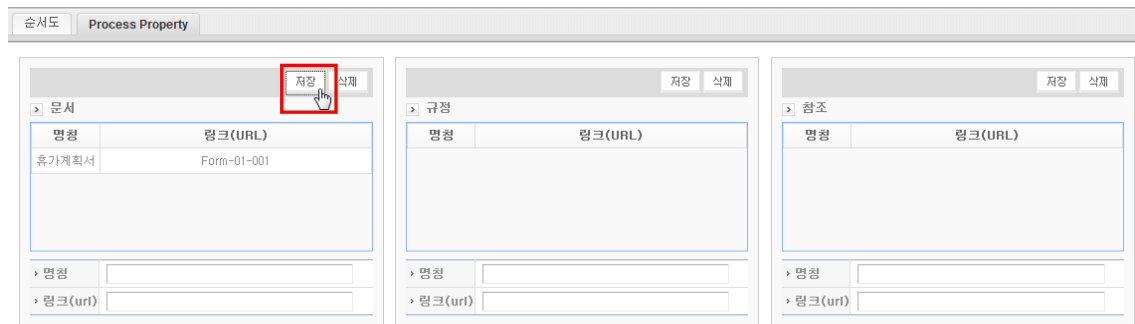 순서도 Process Property
저장 삭제 저장 삭제 저장 삭제
문서 규정 참조
명칭 링크(URL) 명칭 링크(URL) 명칭 링크(URL)
휴가계획서 Form-01-001
명칭 명칭 명칭
링크(url) 링크(url) 링크(url)